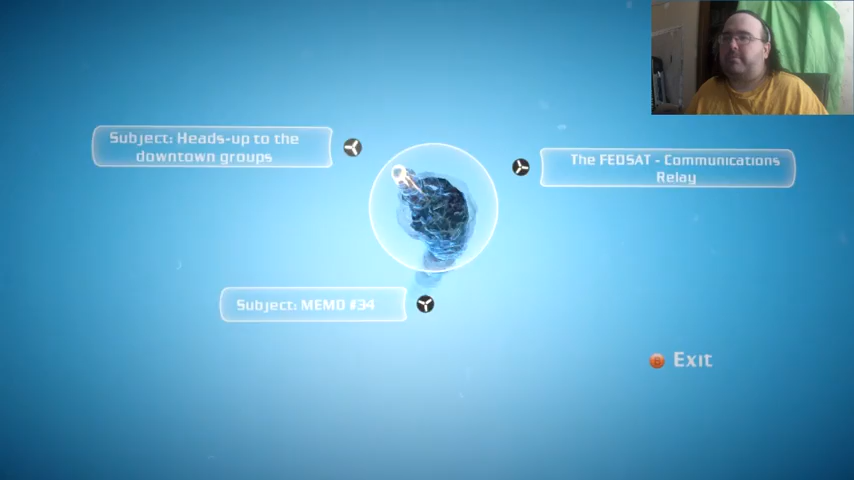 Subject: Heads-up to the
downtown groups
The FEDSAT - Communications
Relay
Subject: MEMO #34
B Exit